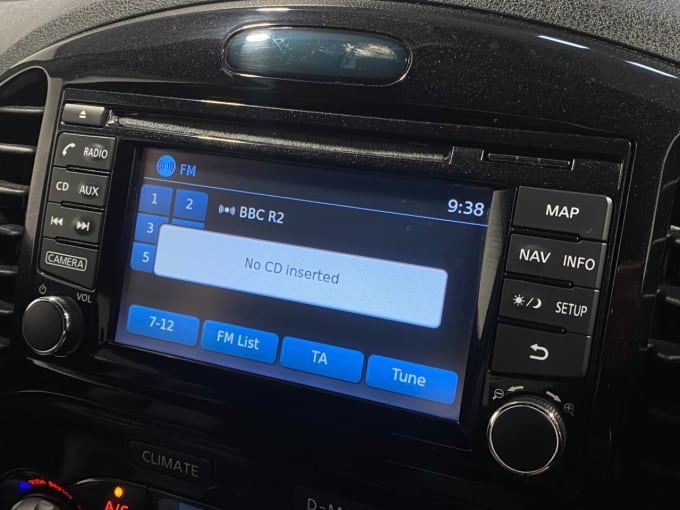 RADIO
CD AUX
CAMERA
VOL
FM
9:38
1 2
BBC R2
3
5
No CD inserted
7-12
FM List
TA
Tune
MAP
NAV INFO
SETUP
CLIMATE
A/C